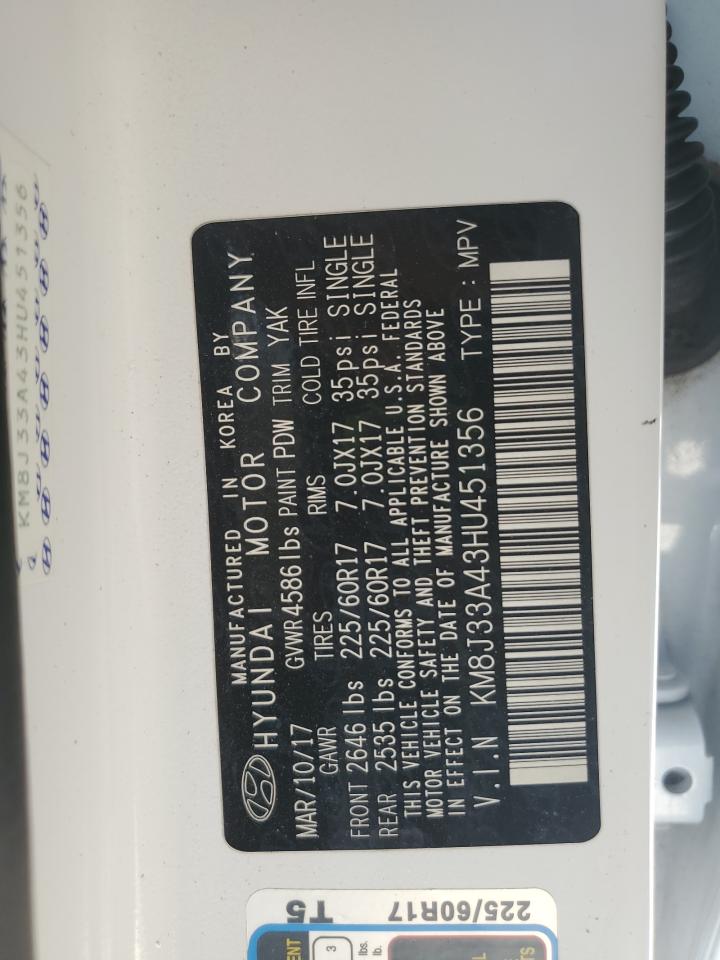 KM8J33A43HU451356
MANUFACTURED IN KOREA BY
HYUNDAI MOTOR COMPANY
MAR/10/17 GVWR 4586 lbs PAINT PDW TRIM YAK
GAWR TIRES RIMS COLD TIRE INFL
FRONT 2646 lbs 225/60R17 7.0JX17 35psi SINGLE
REAR 2535 lbs 225/60R17 7.0JX17 35psi SINGLE
THIS VEHICLE CONFORMS TO ALL APPLICABLE U.S.A. FEDERAL
MOTOR VEHICLE SAFETY AND THEFT PREVENTION STANDARDS
IN EFFECT ON THE DATE OF MANUFACTURE SHOWN ABOVE
V.I.N KM8J33A43HU451356 TYPE : MPV
T5
3
lbs.
lb.
225/60R17